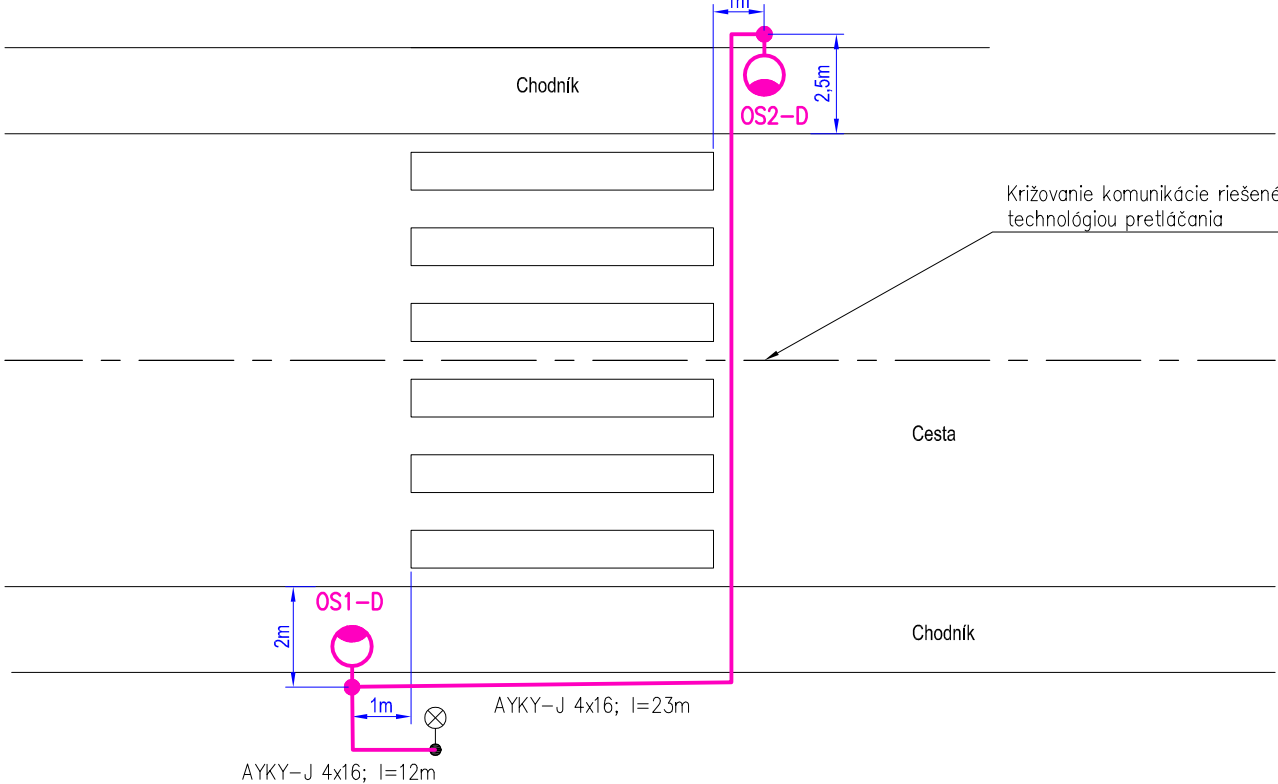 1m
Chodník
2,5m
OS2-D
Križovanie komunikácie riešené
technológiou pretláčania
Cesta
OS1-D
2m
Chodník
1m
AYKY-J 4x16; l=23m
AYKY-J 4x16; l=12m